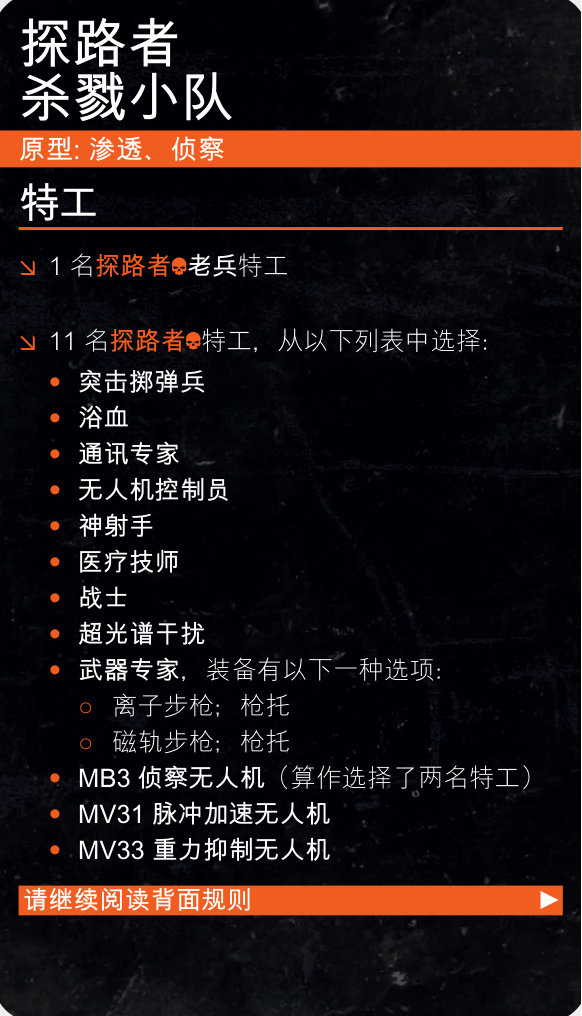 探路者
杀戮小队
原型: 渗透、侦察
特工
1 名探路者老兵特工
11 名探路者特工，从以下列表中选择:
突击掷弹兵
浴血
通讯专家
无人机控制员
神射手
医疗技师
战士
超光谱干扰
武器专家，装备有以下一种选项:
离子步枪；枪托
磁轨步枪；枪托
MB3 侦察无人机（算作选择了两名特工）
MV31 脉冲加速无人机
MV33 重力抑制无人机
请继续阅读背面规则